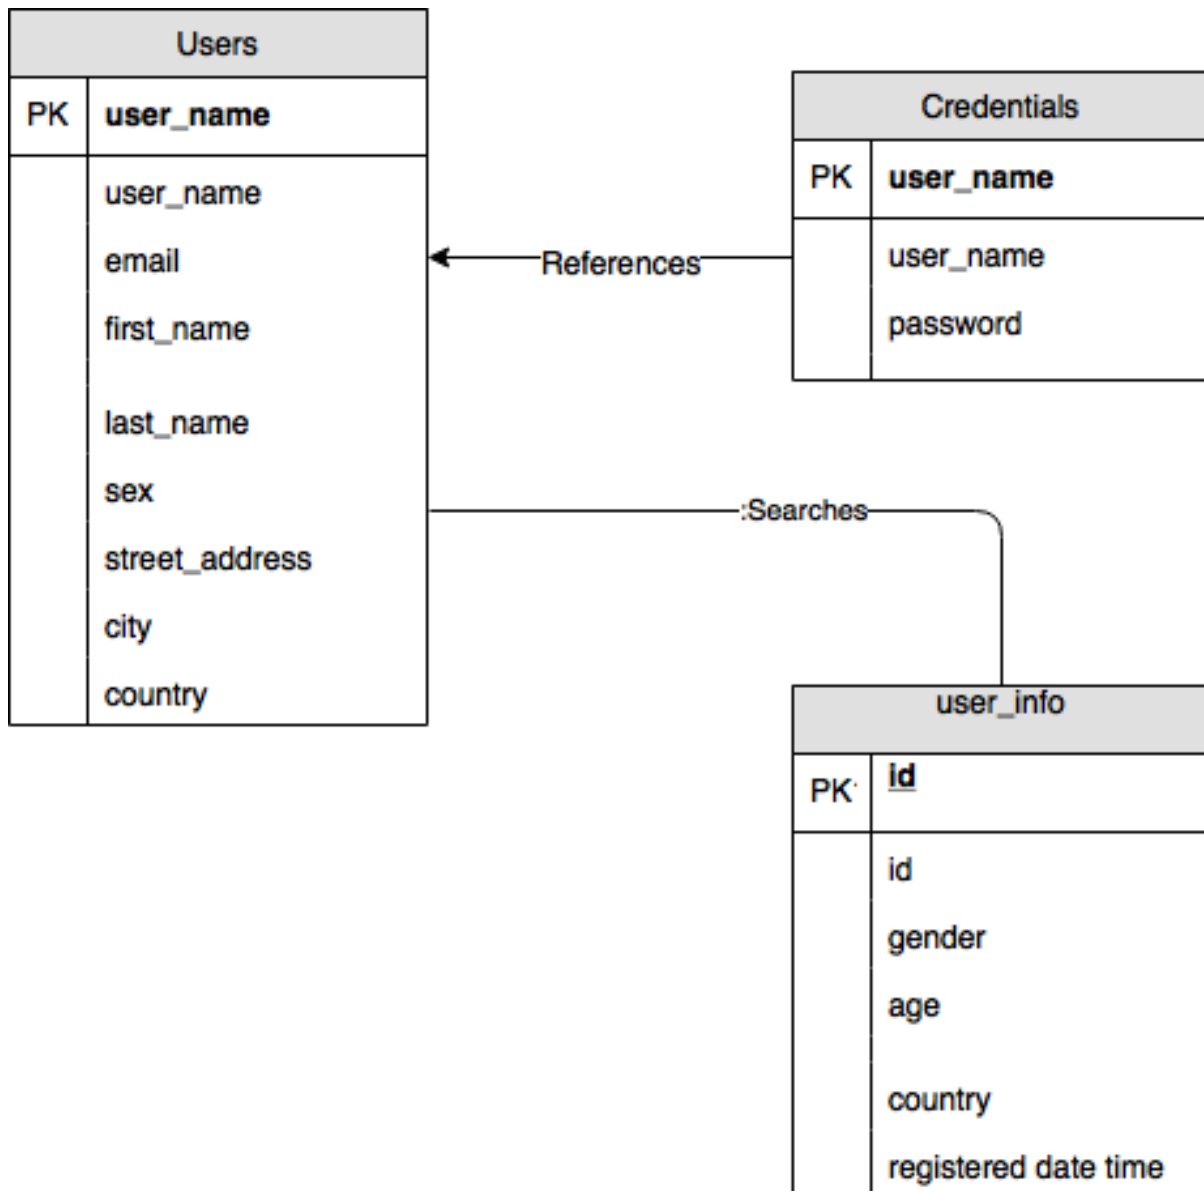 Users
PK user_name
user_name
email
first_name
last_name
sex
street_address
city
country
References
Credentials
PK user_name
user_name
password
:Searches
user_info
PK id
id
gender
age
country
registered date time